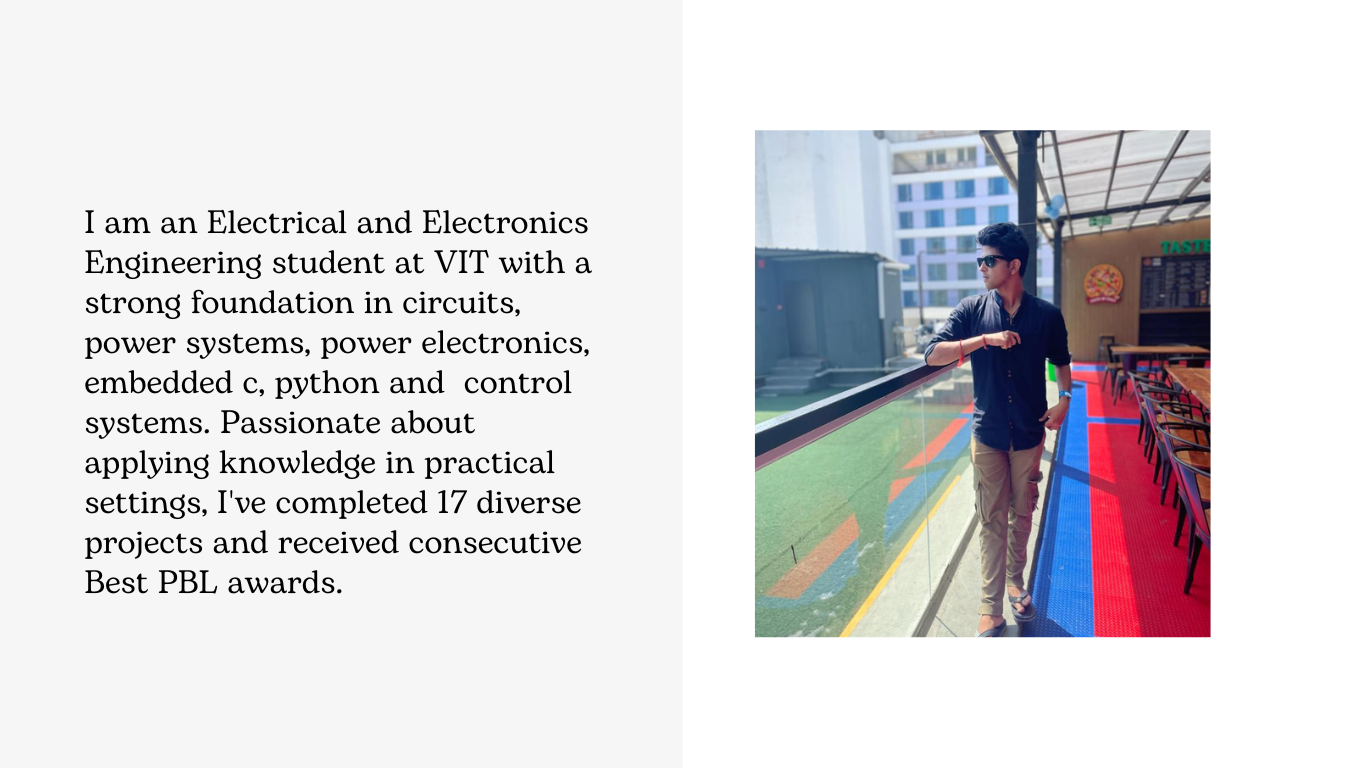 I am an Electrical and Electronics
Engineering student at VIT with a
strong foundation in circuits,
power systems, power electronics,
embedded c, python and  control
systems. Passionate about
applying knowledge in practical
settings, I've completed 17 diverse
projects and received consecutive
Best PBL awards.
TASTE